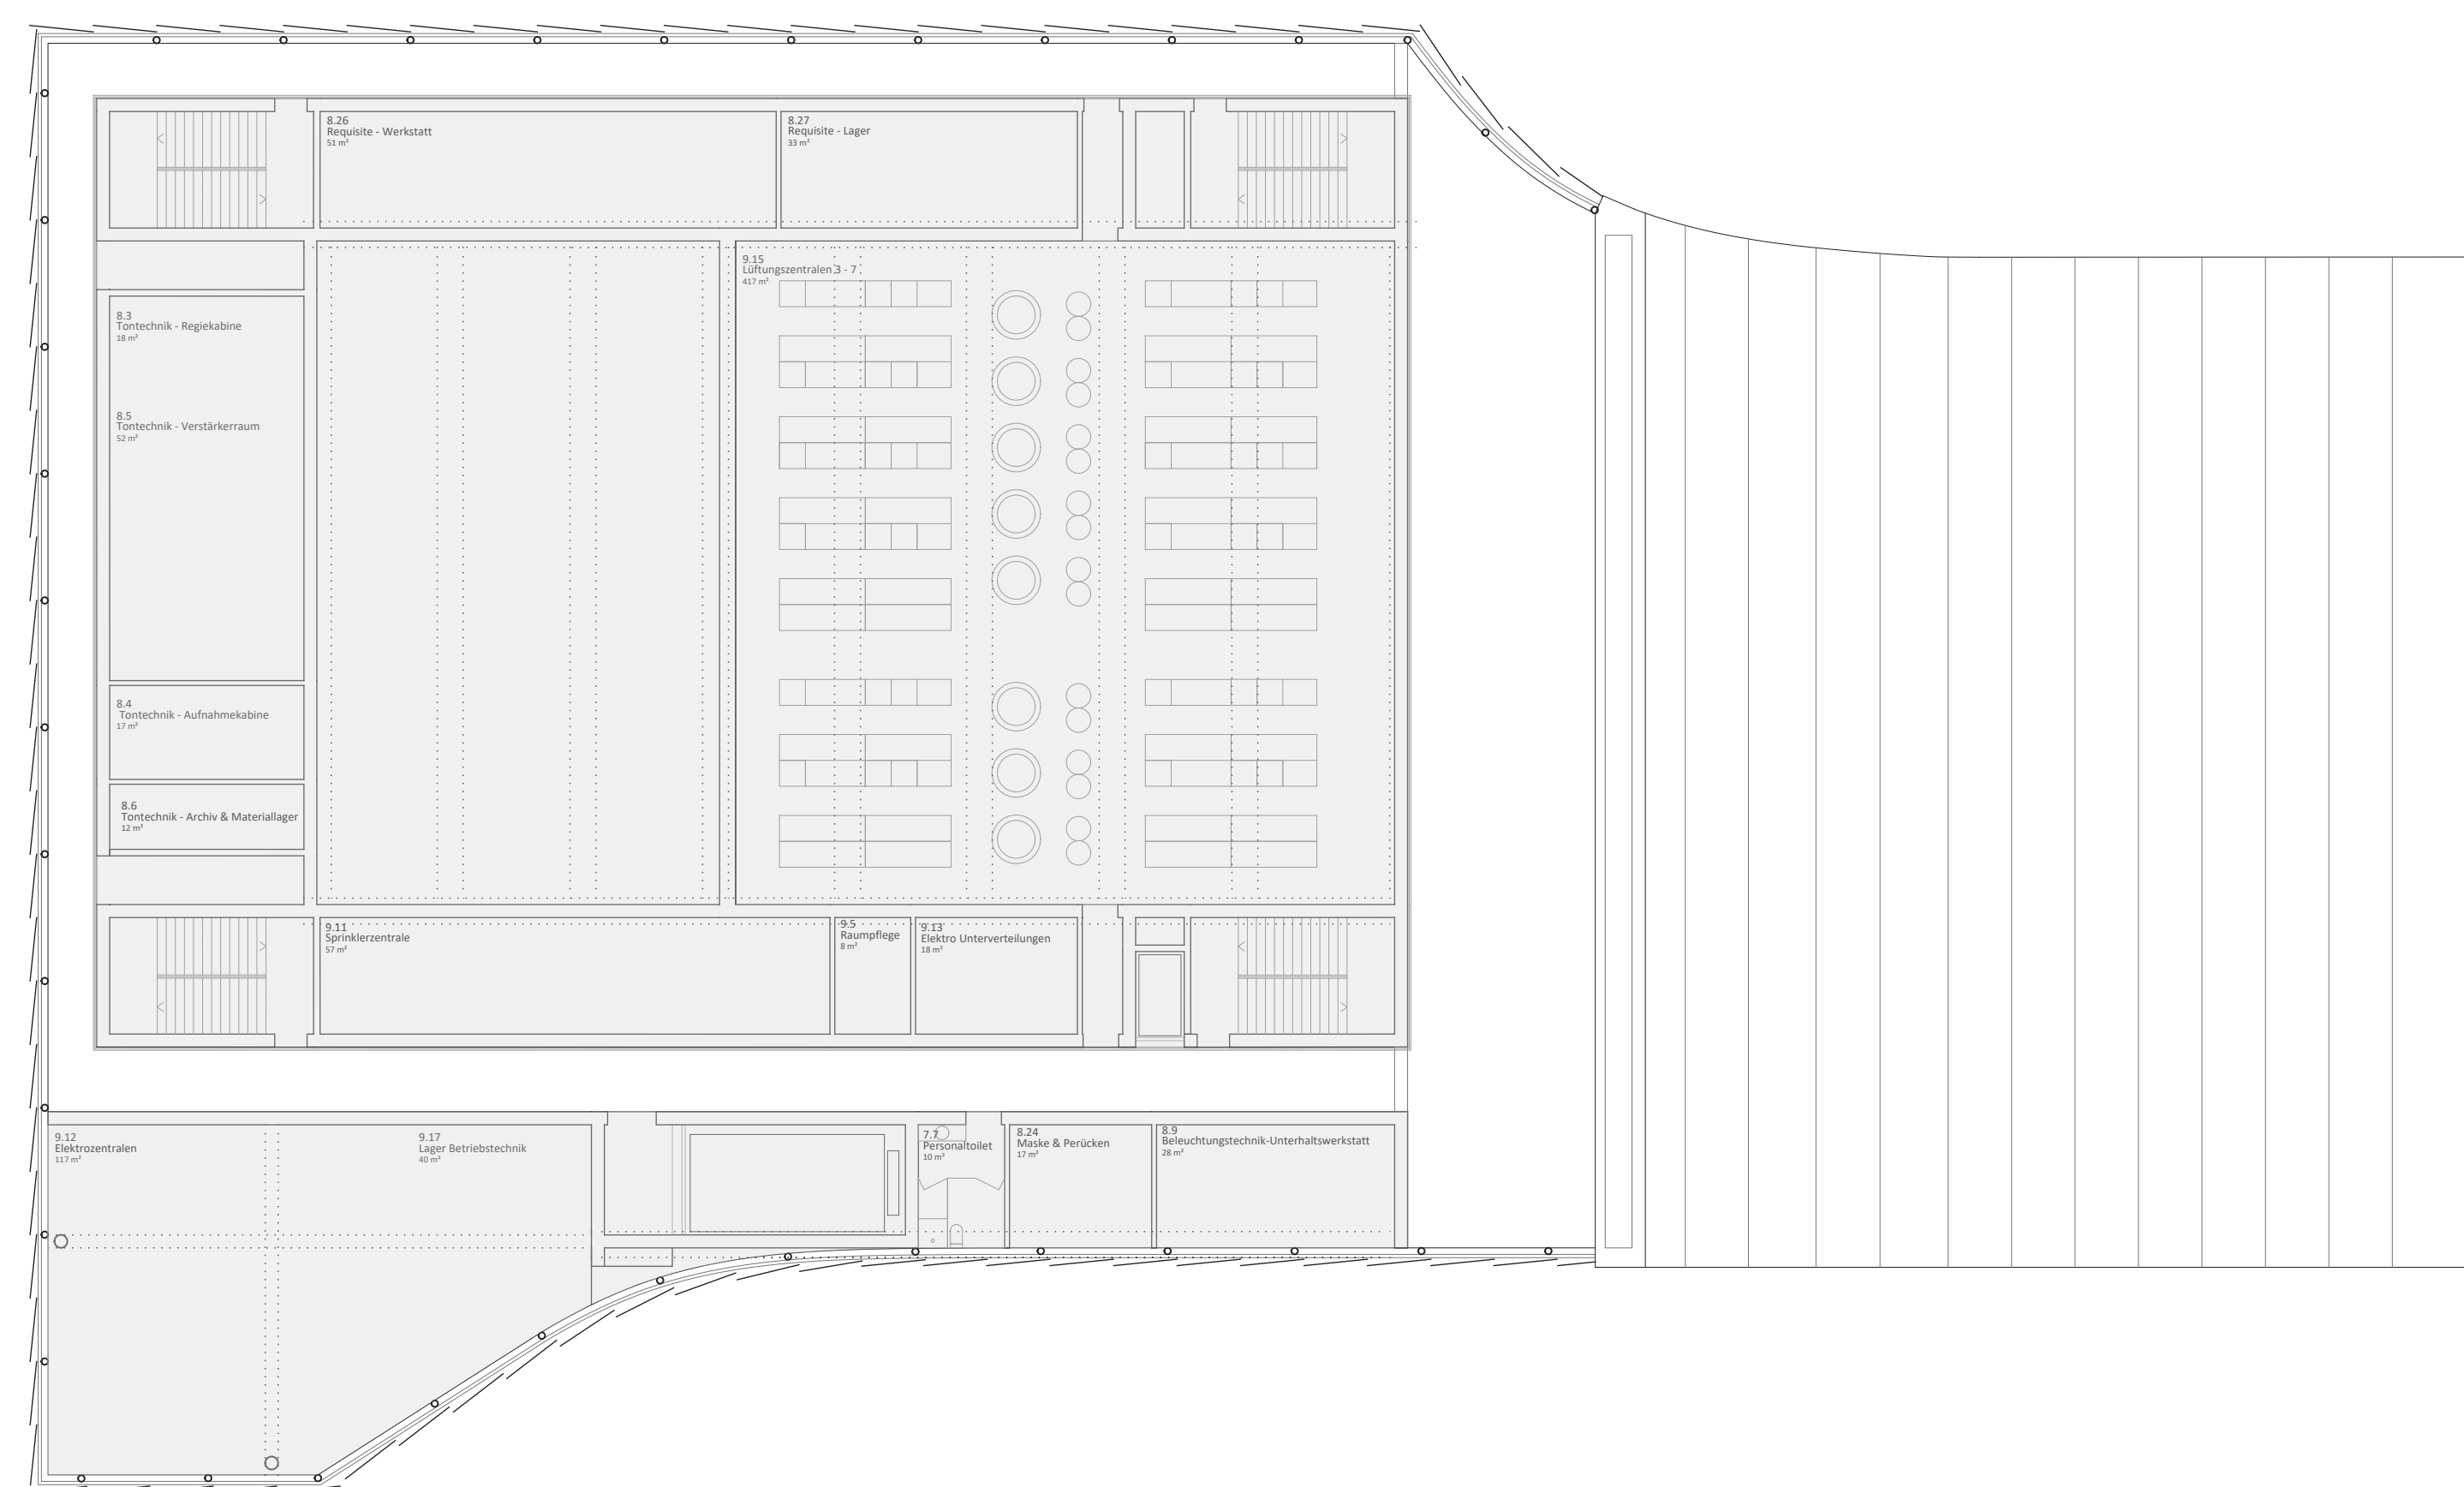 8.26
Requisite - Werkstatt
51 m²
8.27
Requisite - Lager
33 m²
9.15
Lüftungszentralen 3 - 7
417 m²
8.3
Tontechnik - Regiekabine
18 m²
8.5
Tontechnik - Verstärkerraum
52 m²
8.4
Tontechnik - Aufnahmekabine
17 m²
8.6
Tontechnik - Archiv & Materiallager
12 m²
9.11
Sprinklerzentrale
57 m²
9.5
Raumpflege
8 m²
9.13
Elektro Unterverteilungen
18 m²
9.12
Elektrozentralen
117 m²
9.17
Lager Betriebstechnik
40 m²
7.7
Personaltoilet
10 m²
8.24
Maske & Perücken
17 m²
8.9
Beleuchtungstechnik-Unterhaltswerkstatt
28 m²